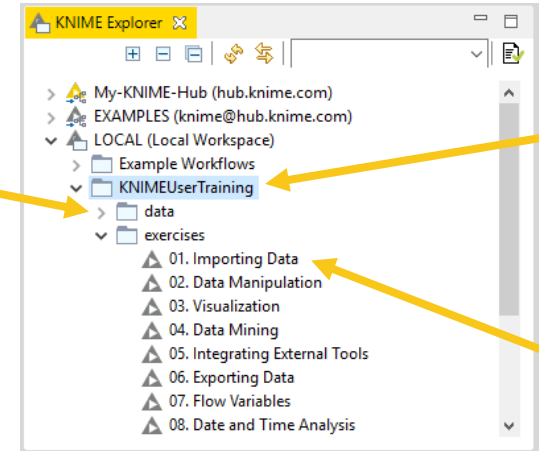 KNIME Explorer
My-KNIME-Hub (hub.knime.com)
EXAMPLES (knime@hub.knime.com)
LOCAL (Local Workspace)
Example Workflows
KNIMEUserTraining
data
exercises
01. Importing Data
02. Data Manipulation
03. Visualization
04. Data Mining
05. Integrating External Tools
06. Exporting Data
07. Flow Variables
08. Date and Time Analysis